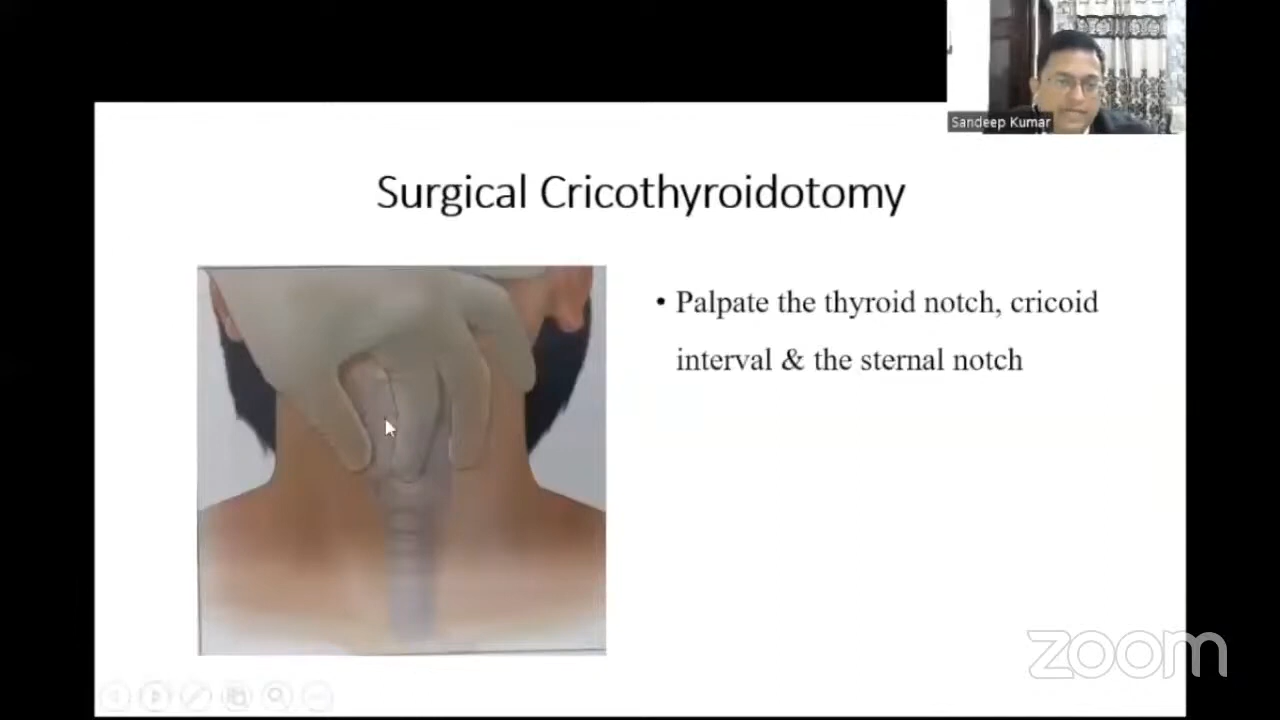 Sandeep Kumar
Surgical Cricothyroidotomy
• Palpate the thyroid notch, cricoid
interval & the sternal notch
zoom